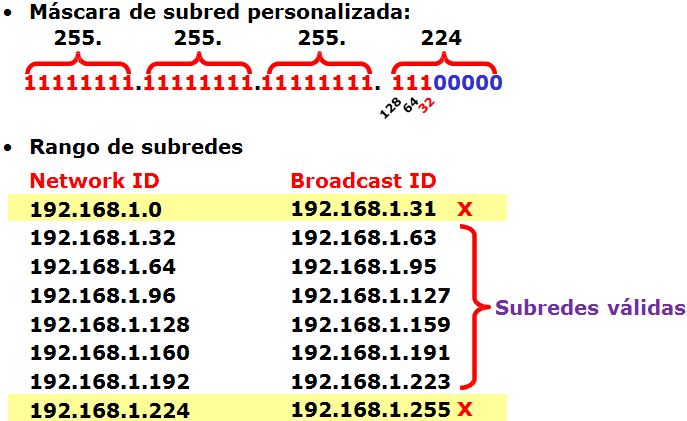 • Máscara de subred personalizada:
255. 255. 255. 224
11111111.11111111.11111111. 11100000
128 64 32
• Rango de subredes
Network ID Broadcast ID
192.168.1.0 192.168.1.31 X
192.168.1.32 192.168.1.63
192.168.1.64 192.168.1.95
192.168.1.96 192.168.1.127
Subredes válidas
192.168.1.128 192.168.1.159
192.168.1.160 192.168.1.191
192.168.1.192 192.168.1.223
192.168.1.224 192.168.1.255 X